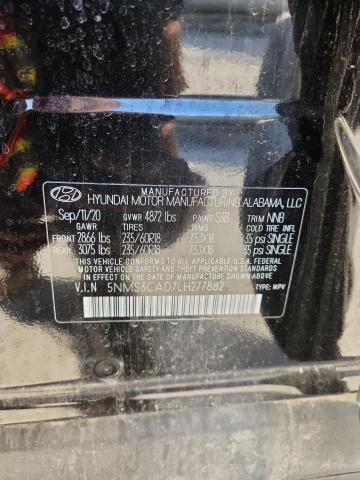 MANUFACTURED BY
HYUNDAI MOTOR MANUFACTURING ALABAMA, LLC
Sep/11/20 GVWR 4872 lbs PAINT S3B TRIM NNB
GAWR TIRES RIMS COLD TIRE INFL.
FRONT 2866 lbs 235/60R18 7.5JX18 35 psi SINGLE
REAR 3075 lbs 235/60R18 7.5JX18 35 psi SINGLE
THIS VEHICLE CONFORMS TO ALL APPLICABLE U.S.A. FEDERAL
MOTOR VEHICLE SAFETY, BUMPER, AND THEFT PREVENTION STANDARDS
IN EFFECT ON THE DATE OF MANUFACTURE SHOWN ABOVE.
V.I.N 5NMS3CAD7LH277882 TYPE: MPV